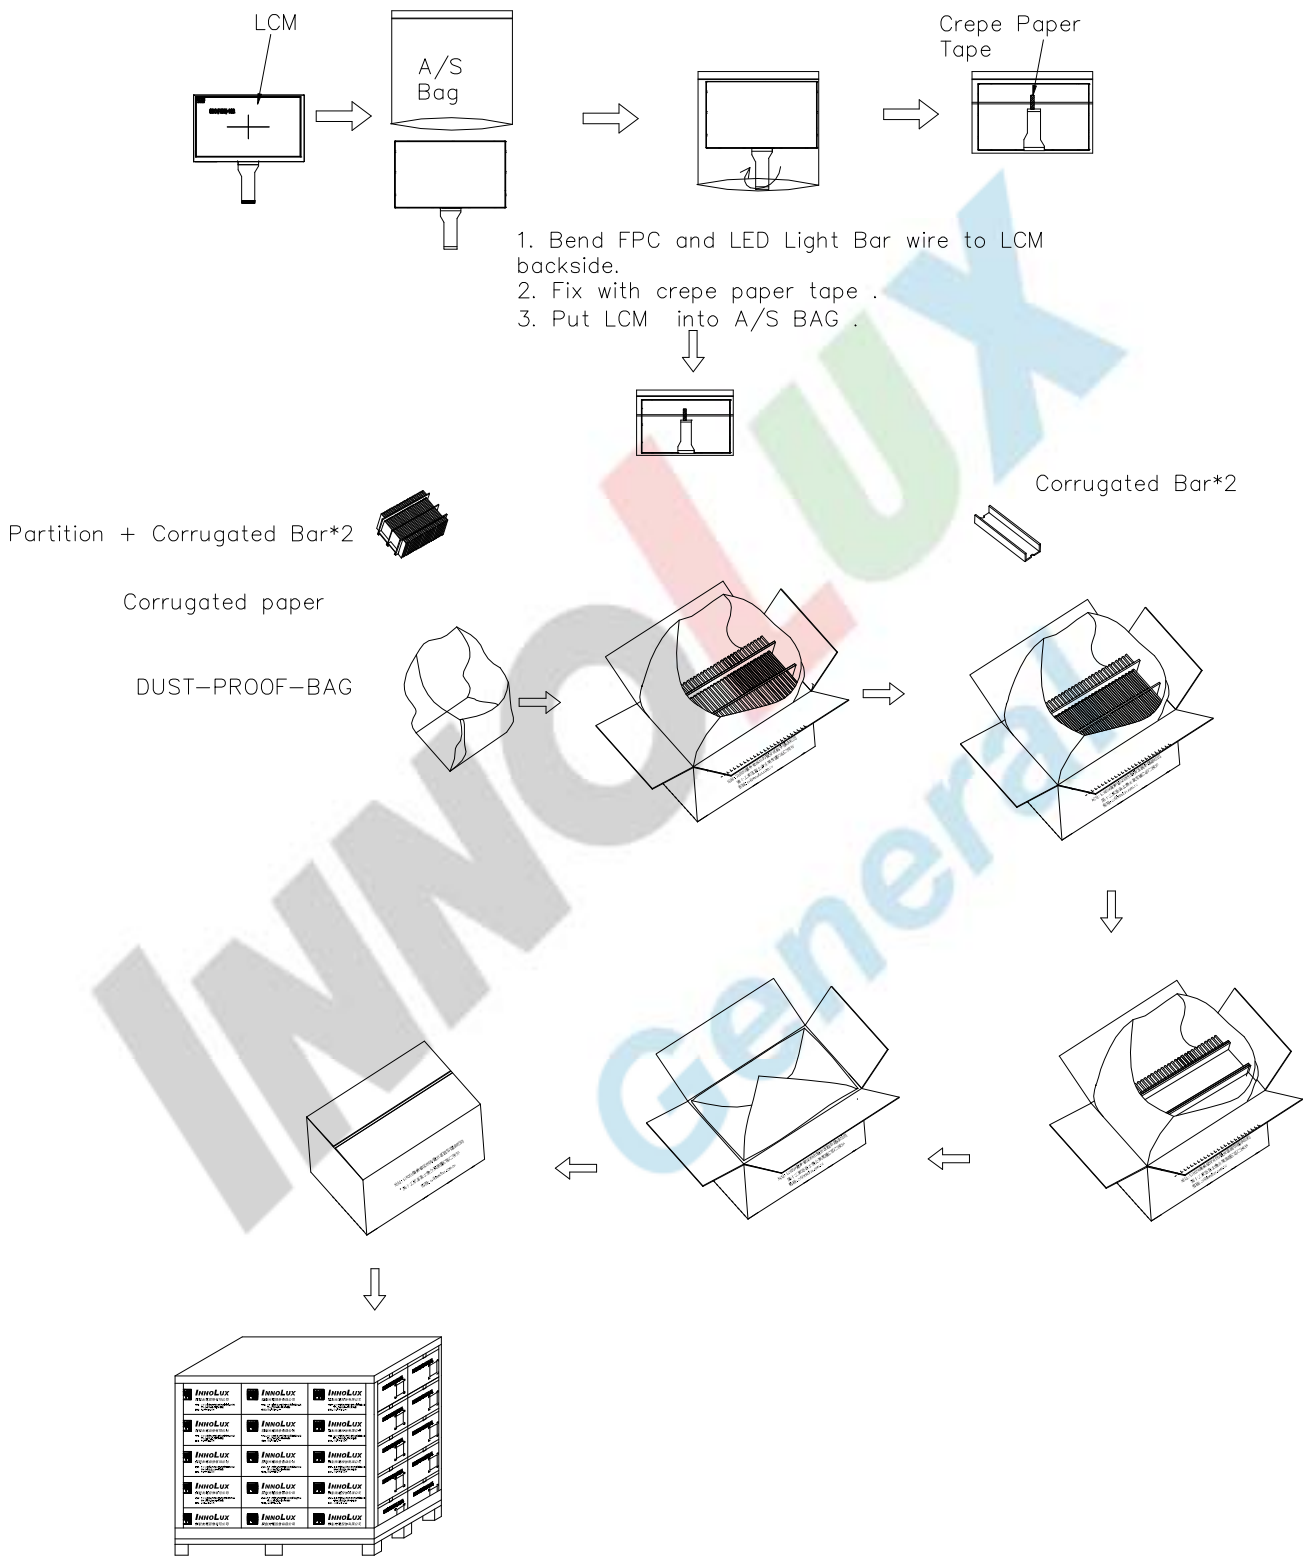 LCM
A/S
Bag
Crepe Paper
Tape
1. Bend FPC and LED Light Bar wire to LCM
backside.
2. Fix with crepe paper tape .
3. Put LCM into A/S BAG .
Corrugated Bar*2
Partition + Corrugated Bar*2
Corrugated paper
DUST-PROOF-BAG
INNOLUX
General
INNOLUX INNOLUX INNOLUX
INNOLUX INNOLUX INNOLUX
INNOLUX INNOLUX INNOLUX
INNOLUX INNOLUX INNOLUX
INNOLUX INNOLUX INNOLUX